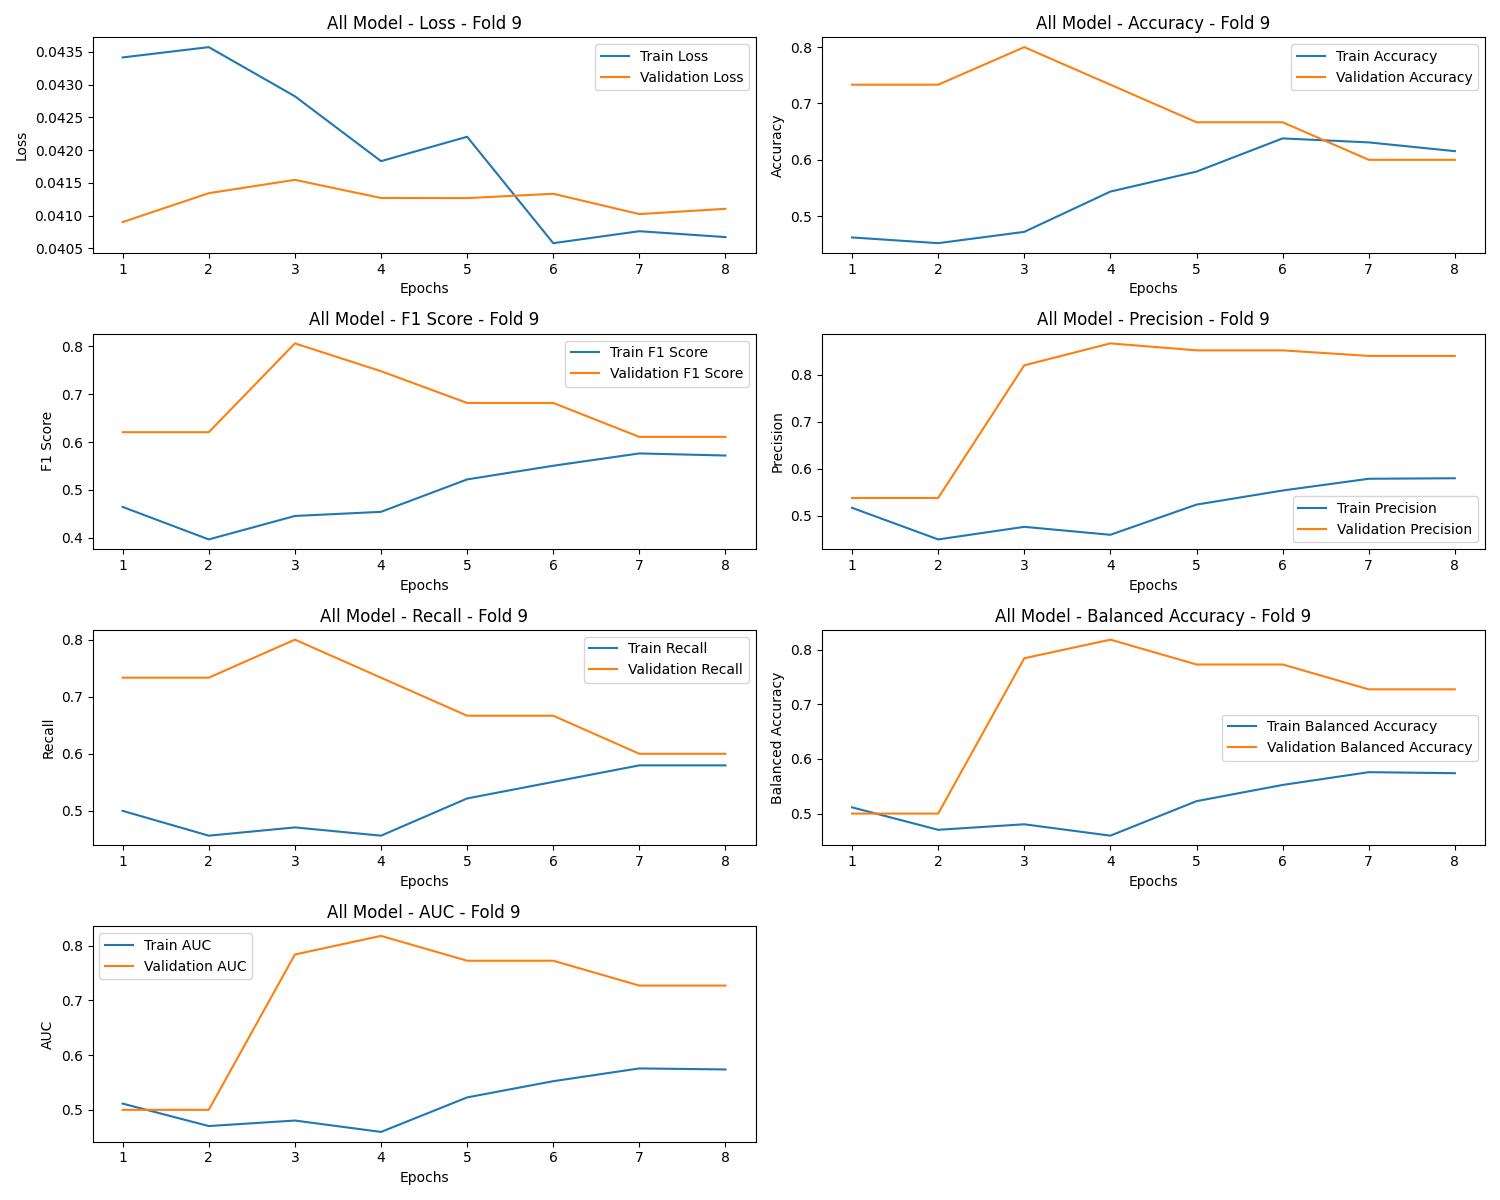 All Model - Loss - Fold 9
0.0435
0.0430
0.0425
0.0420
0.0415
0.0410
0.0405
Loss
Train Loss
Validation Loss
1 2 3 4 5 6 7 8
Epochs
All Model - Accuracy - Fold 9
0.8
0.7
0.6
0.5
Accuracy
Train Accuracy
Validation Accuracy
1 2 3 4 5 6 7 8
Epochs
All Model - F1 Score - Fold 9
0.8
0.7
0.6
0.5
0.4
F1 Score
Train F1 Score
Validation F1 Score
1 2 3 4 5 6 7 8
Epochs
All Model - Precision - Fold 9
0.8
0.7
0.6
0.5
Precision
Train Precision
Validation Precision
1 2 3 4 5 6 7 8
Epochs
All Model - Recall - Fold 9
0.8
0.7
0.6
0.5
Recall
Train Recall
Validation Recall
1 2 3 4 5 6 7 8
Epochs
All Model - Balanced Accuracy - Fold 9
0.8
0.7
0.6
0.5
Balanced Accuracy
Train Balanced Accuracy
Validation Balanced Accuracy
1 2 3 4 5 6 7 8
Epochs
All Model - AUC - Fold 9
0.8
0.7
0.6
0.5
AUC
Train AUC
Validation AUC
1 2 3 4 5 6 7 8
Epochs